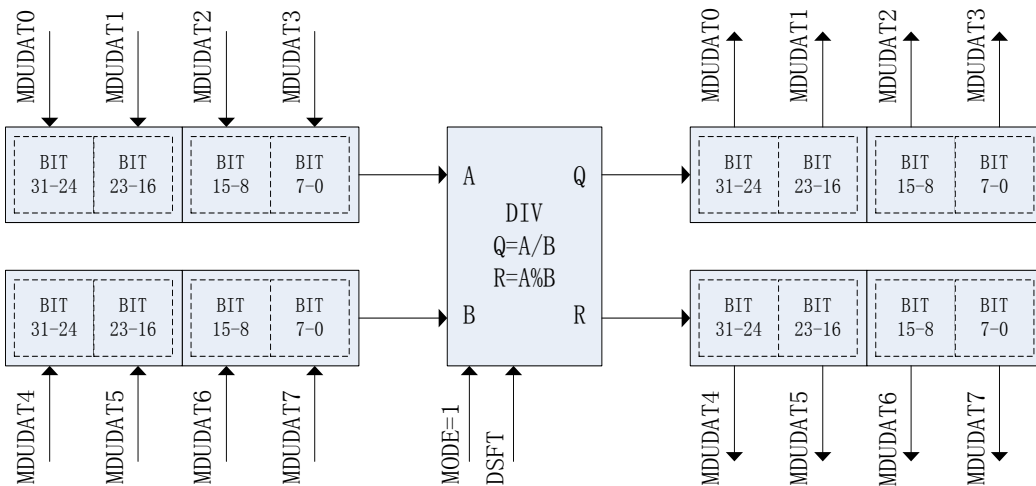 MDUDAT0 MDUDAT1 MDUDAT2 MDUDAT3 MDUDAT0 MDUDAT1 MDUDAT2 MDUDAT3
BIT BIT BIT BIT BIT BIT BIT BIT
31-24 23-16 15-8 7-0 31-24 23-16 15-8 7-0
A Q
DIV
Q=A/B
R=A%B
BIT BIT BIT BIT BIT BIT BIT BIT
31-24 23-16 15-8 7-0 31-24 23-16 15-8 7-0
B R
MDUDAT4 MDUDAT5 MDUDAT6 MDUDAT7 MODE=1 DSFT MDUDAT4 MDUDAT5 MDUDAT6 MDUDAT7